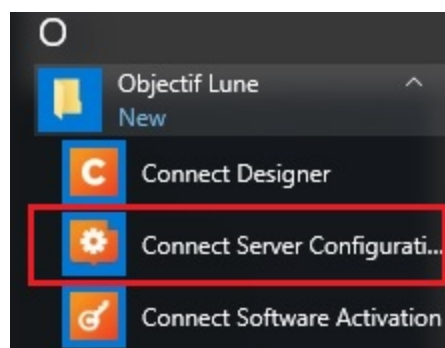 O
Objectif Lune
New
Connect Designer
Connect Server Configurati...
Connect Software Activation